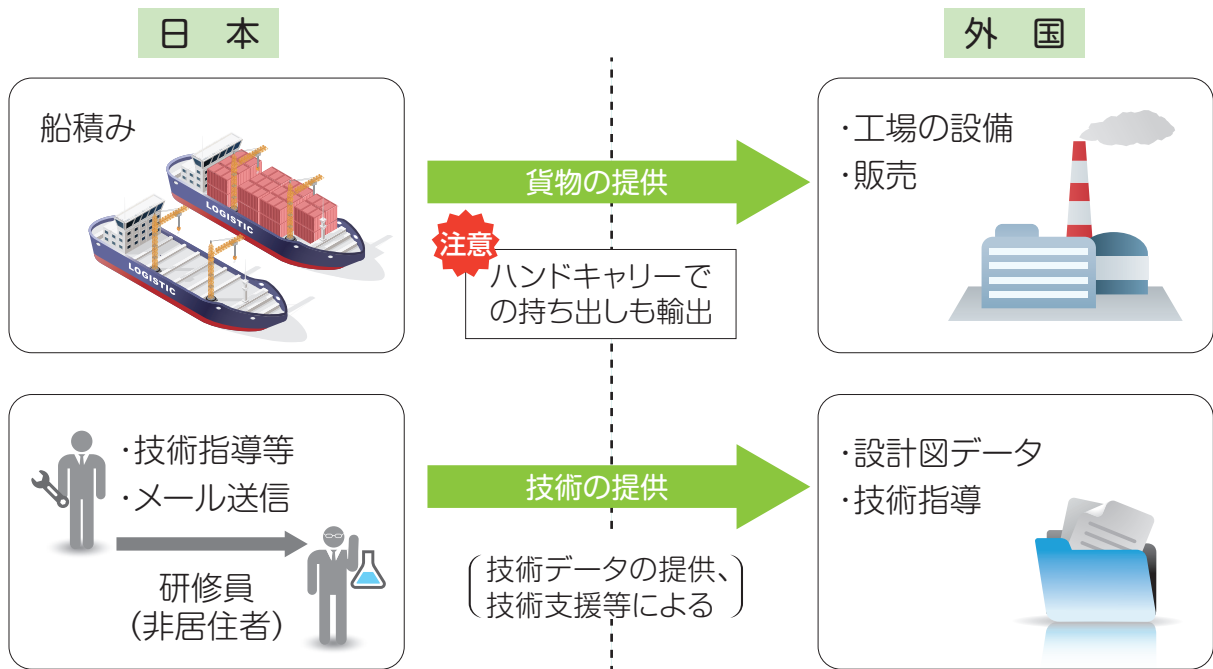 日本
外国
船積み
LOGISTIC
LOGISTIC
貨物の提供
注意
ハンドキャリーで
の持ち出しも輸出
・工場の設備
・販売
・技術指導等
・メール送信
研修員
(非居住者)
技術の提供
(技術データの提供、
技術支援等による)
・設計図データ
・技術指導